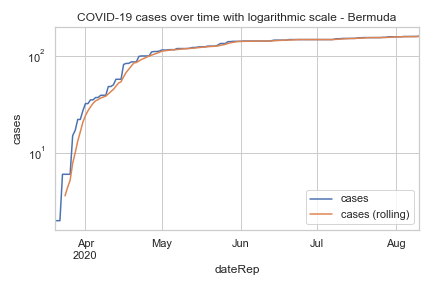 COVID-19 cases over time with logarithmic scale - Bermuda
cases
10²
10¹
cases
cases (rolling)
Apr
2020
May
Jun
Jul
Aug
dateRep